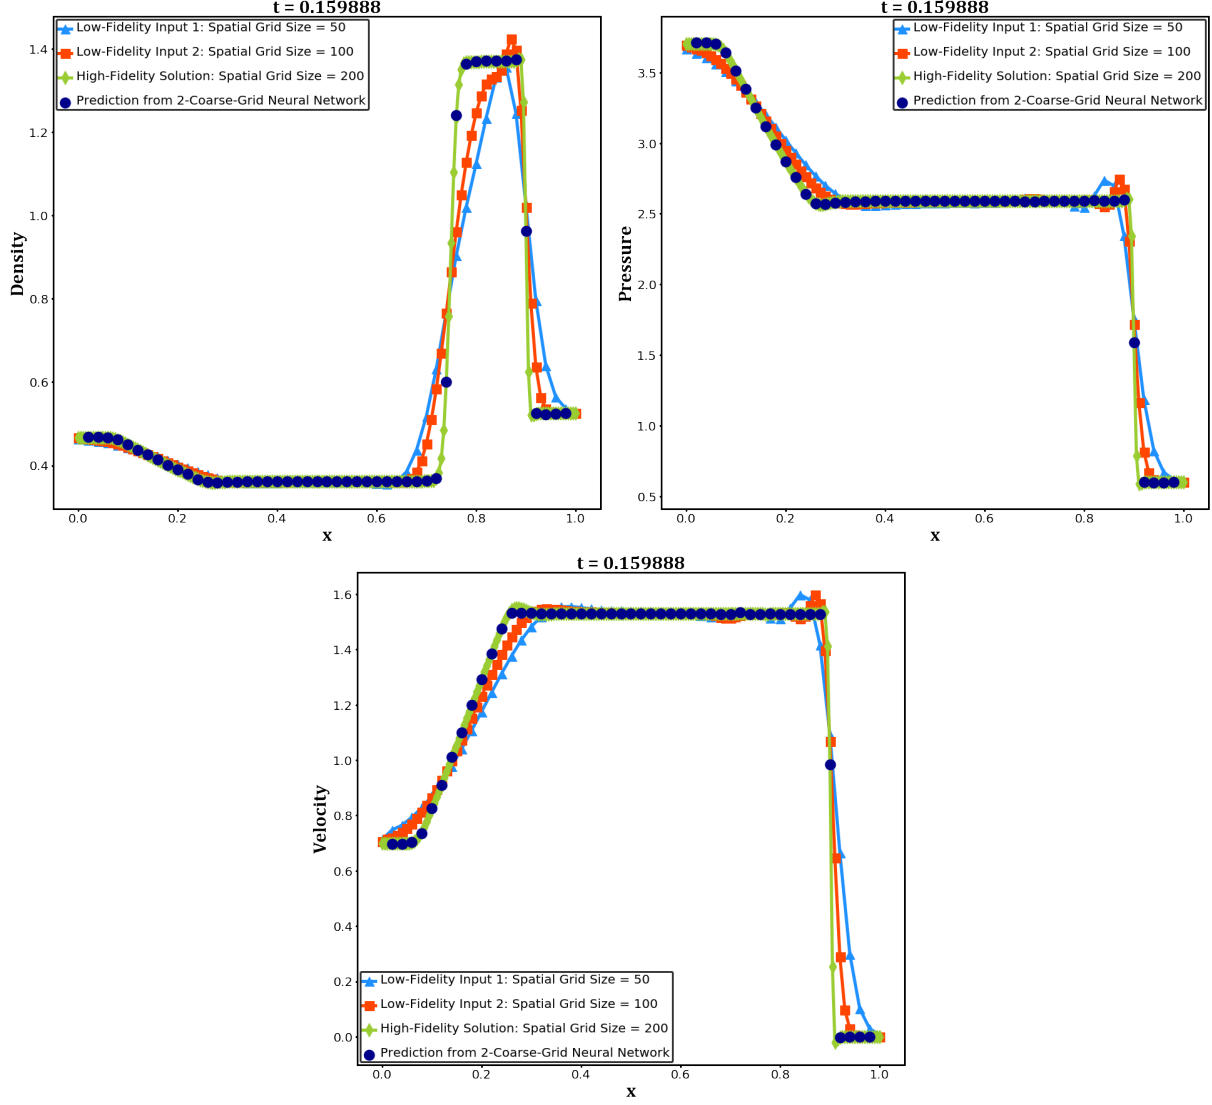 t = 0.159888
Low-Fidelity Input 1: Spatial Grid Size = 50
Low-Fidelity Input 2: Spatial Grid Size = 100
High-Fidelity Solution: Spatial Grid Size = 200
Prediction from 2-Coarse-Grid Neural Network
1.4
1.2
1.0
0.8
0.6
0.4
Density
0.0 0.2 0.4 0.6 0.8 1.0
x
t = 0.159888
Low-Fidelity Input 1: Spatial Grid Size = 50
Low-Fidelity Input 2: Spatial Grid Size = 100
High-Fidelity Solution: Spatial Grid Size = 200
Prediction from 2-Coarse-Grid Neural Network
3.5
3.0
2.5
2.0
1.5
1.0
0.5
Pressure
0.0 0.2 0.4 0.6 0.8 1.0
x
t = 0.159888
1.6
1.4
1.2
1.0
0.8
0.6
0.4
0.2
0.0
Velocity
Low-Fidelity Input 1: Spatial Grid Size = 50
Low-Fidelity Input 2: Spatial Grid Size = 100
High-Fidelity Solution: Spatial Grid Size = 200
Prediction from 2-Coarse-Grid Neural Network
0.0 0.2 0.4 0.6 0.8 1.0
x